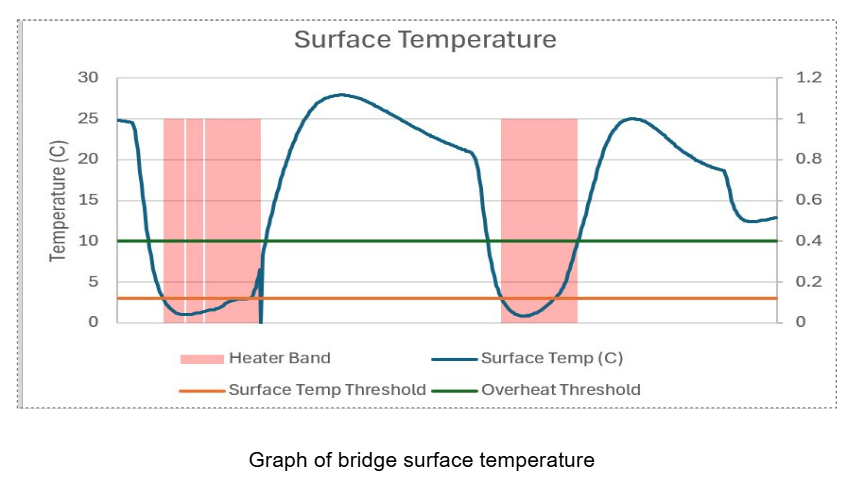 Surface Temperature
30
25
20
15
10
5
0
Temperature (C)
1.2
1
0.8
0.6
0.4
0.2
0
Heater Band
Surface Temp (C)
Surface Temp Threshold
Overheat Threshold
Graph of bridge surface temperature